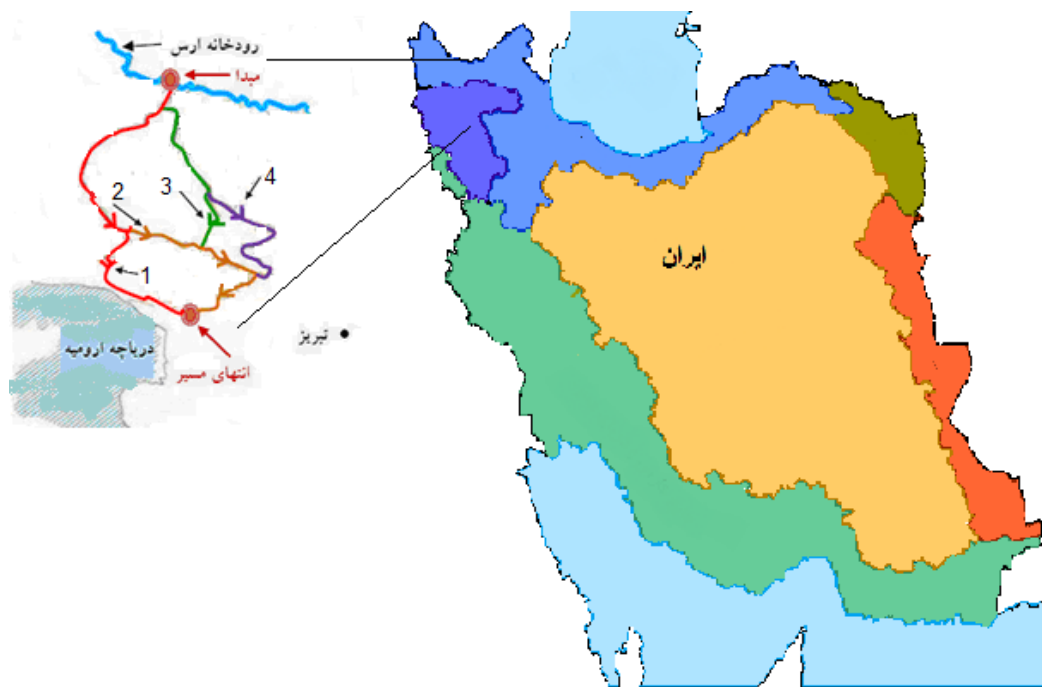 رودخانه ارس
مبدا
4
3
2
1
دریاچه ارومیه
انتهای مسیر
تبریز
ایران